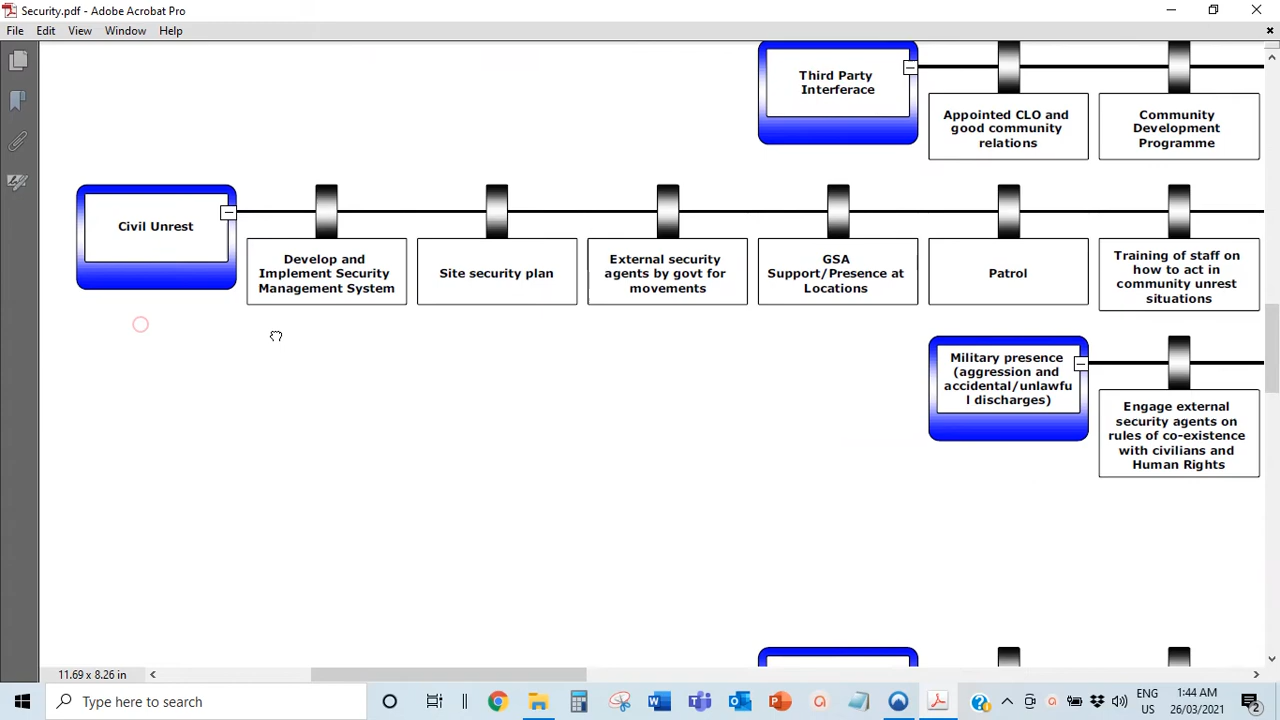 Security.pdf - Adobe Acrobat Pro
File Edit View Window Help
Third Party
Interferace
Appointed CLO and
good community
relations
Community
Development
Programme
Civil Unrest
Develop and
Implement Security
Management System
Site security plan
External security
agents by govt for
movements
GSA
Support/Presence at
Locations
Patrol
Training of staff on
how to act in
community unrest
situations
Military presence
(aggression and
accidental/unlawfu
l discharges)
Engage external
security agents on
rules of co-existence
with civilians and
Human Rights
11.69 x 8.26 in
Type here to search
ENG
US
1:44 AM
26/03/2021
2